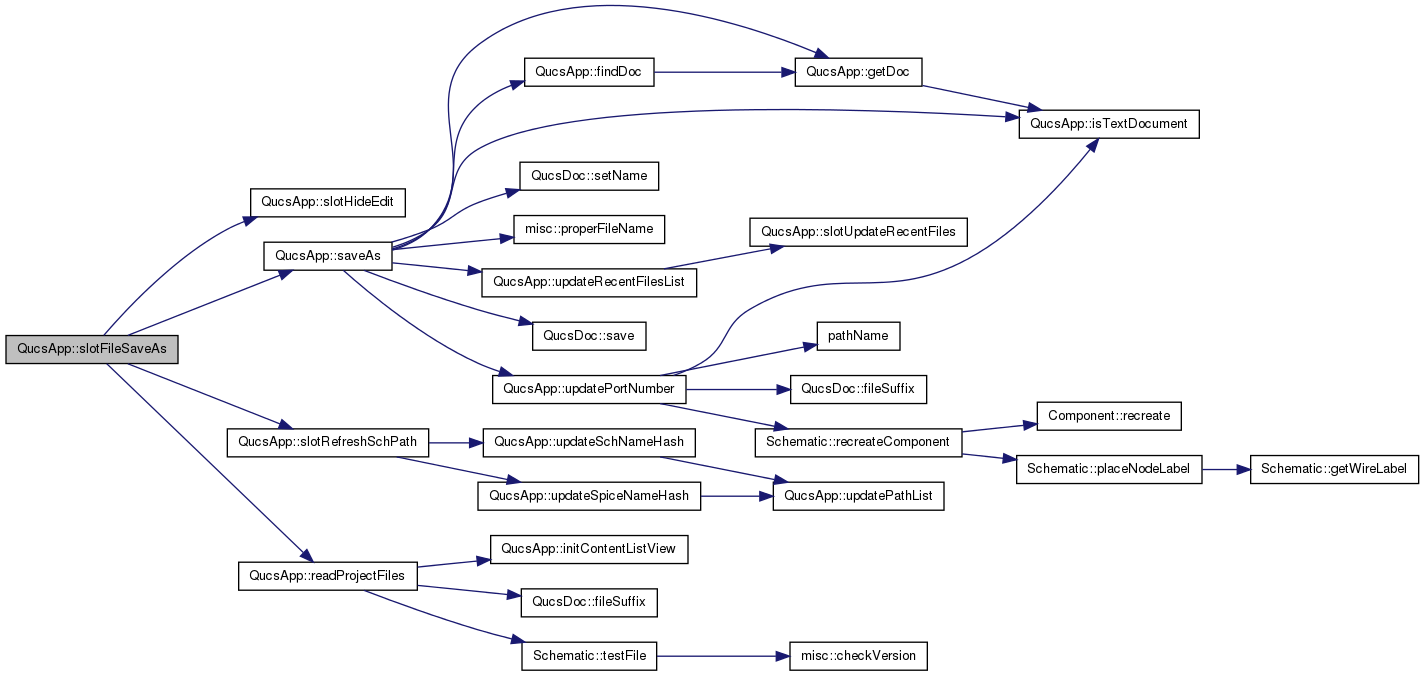 QucsApp::findDoc
QucsApp::getDoc
QucsApp::isTextDocument
QucsDoc::setName
QucsApp::slotHideEdit
misc::properFileName
QucsApp::slotUpdateRecentFiles
QucsApp::saveAs
QucsApp::updateRecentFilesList
QucsApp::slotFileSaveAs
QucsDoc::save
pathName
QucsApp::updatePortNumber
QucsDoc::fileSuffix
Component::recreate
QucsApp::slotRefreshSchPath
QucsApp::updateSchNameHash
Schematic::recreateComponent
Schematic::placeNodeLabel
Schematic::getWireLabel
QucsApp::updateSpiceNameHash
QucsApp::updatePathList
QucsApp::initContentListView
QucsApp::readProjectFiles
QucsDoc::fileSuffix
Schematic::testFile
misc::checkVersion